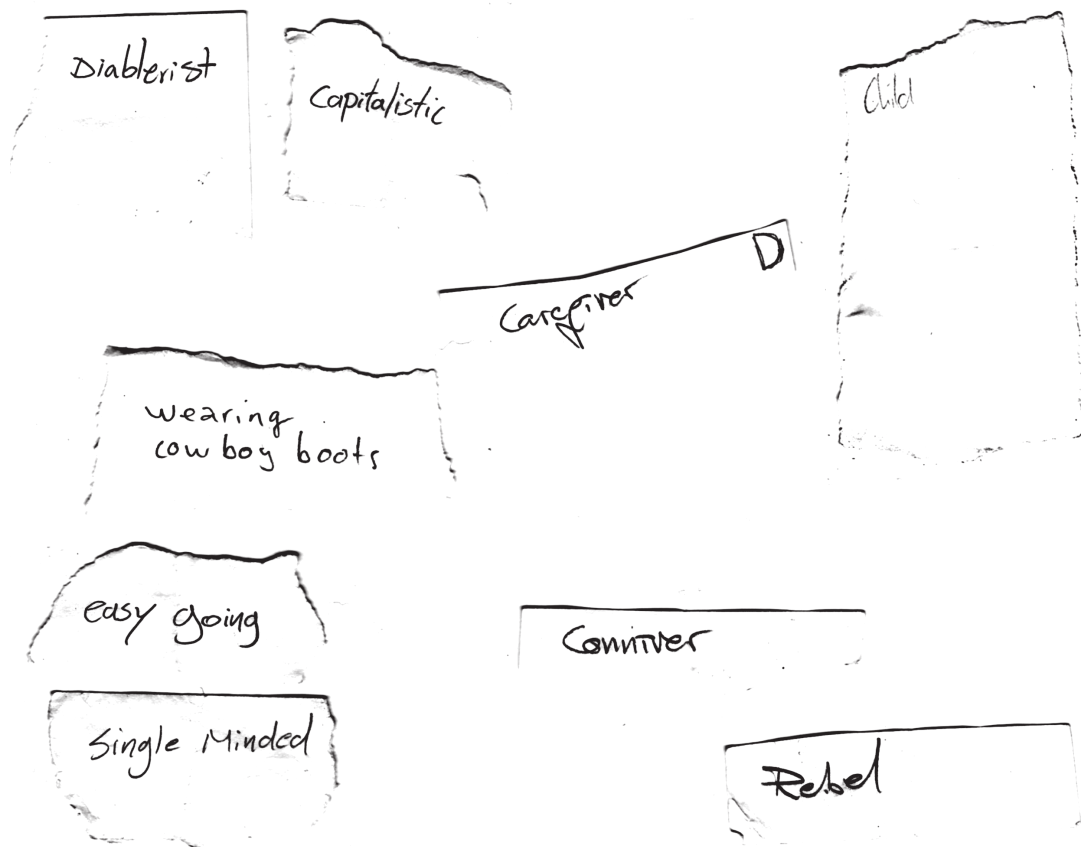 Diablerist
Capitalistic
Child
D
Caregiver
wearing
cowboy boots
easy going
Conniver
Single Minded
Rebel